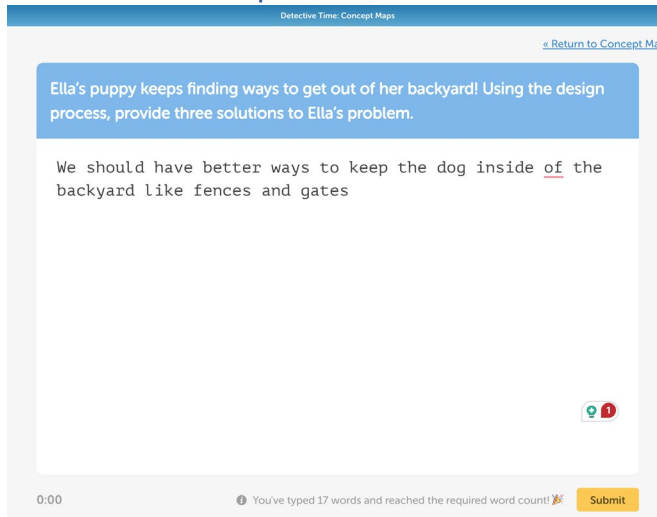 Detective Time: Concept Maps
« Return to Concept Ma
Ella's puppy keeps finding ways to get out of her backyard! Using the design
process, provide three solutions to Ella's problem.
We should have better ways to keep the dog inside of the
backyard like fences and gates
1
0:00
You've typed 17 words and reached the required word count! 🎉
Submit